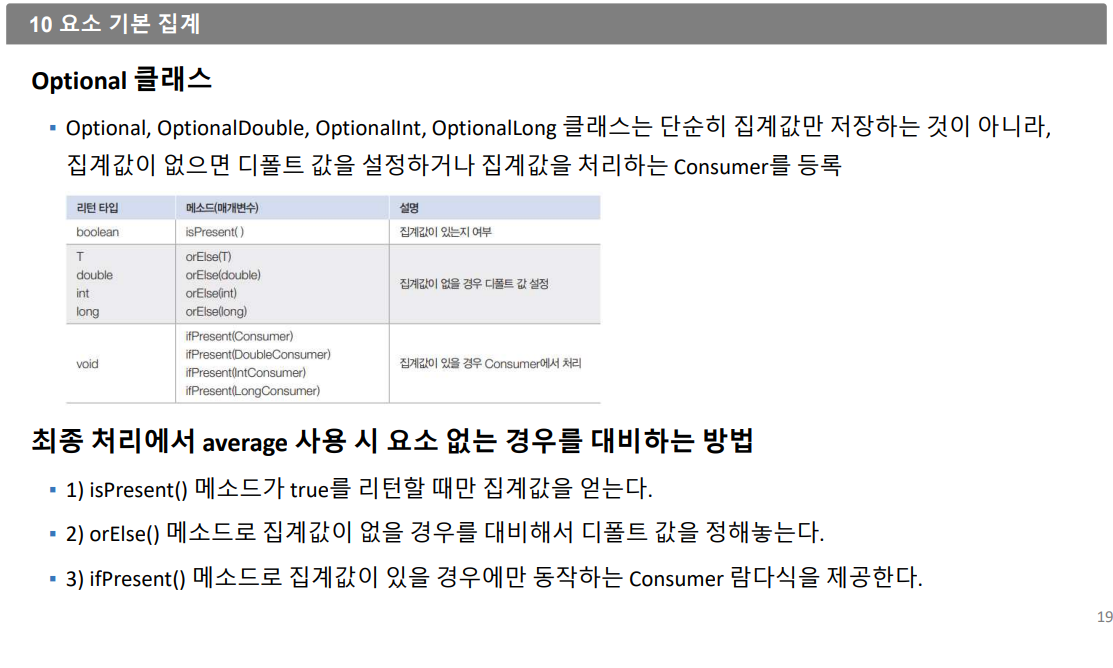 10 요소 기본 집계
Optional 클래스
▪ Optional, OptionalDouble, OptionalInt, OptionalLong 클래스는 단순히 집계값만 저장하는 것이 아니라,
집계값이 없으면 디폴트 값을 설정하거나 집계값을 처리하는 Consumer를 등록
리턴 타입 메소드(매개변수) 설명
boolean isPresent( ) 집계값이 있는지 여부
T orElse(T)
double orElse(double)
int orElse(int)
long orElse(long)
집계값이 없을 경우 디폴트 값 설정
void
ifPresent(Consumer)
ifPresent(DoubleConsumer)
ifPresent(IntConsumer)
ifPresent(LongConsumer)
집계값이 있을 경우 Consumer에서 처리
최종 처리에서 average 사용 시 요소 없는 경우를 대비하는 방법
▪ 1) isPresent() 메소드가 true를 리턴할 때만 집계값을 얻는다.
▪ 2) orElse() 메소드로 집계값이 없을 경우를 대비해서 디폴트 값을 정해놓는다.
▪ 3) ifPresent() 메소드로 집계값이 있을 경우에만 동작하는 Consumer 람다식을 제공한다.
19